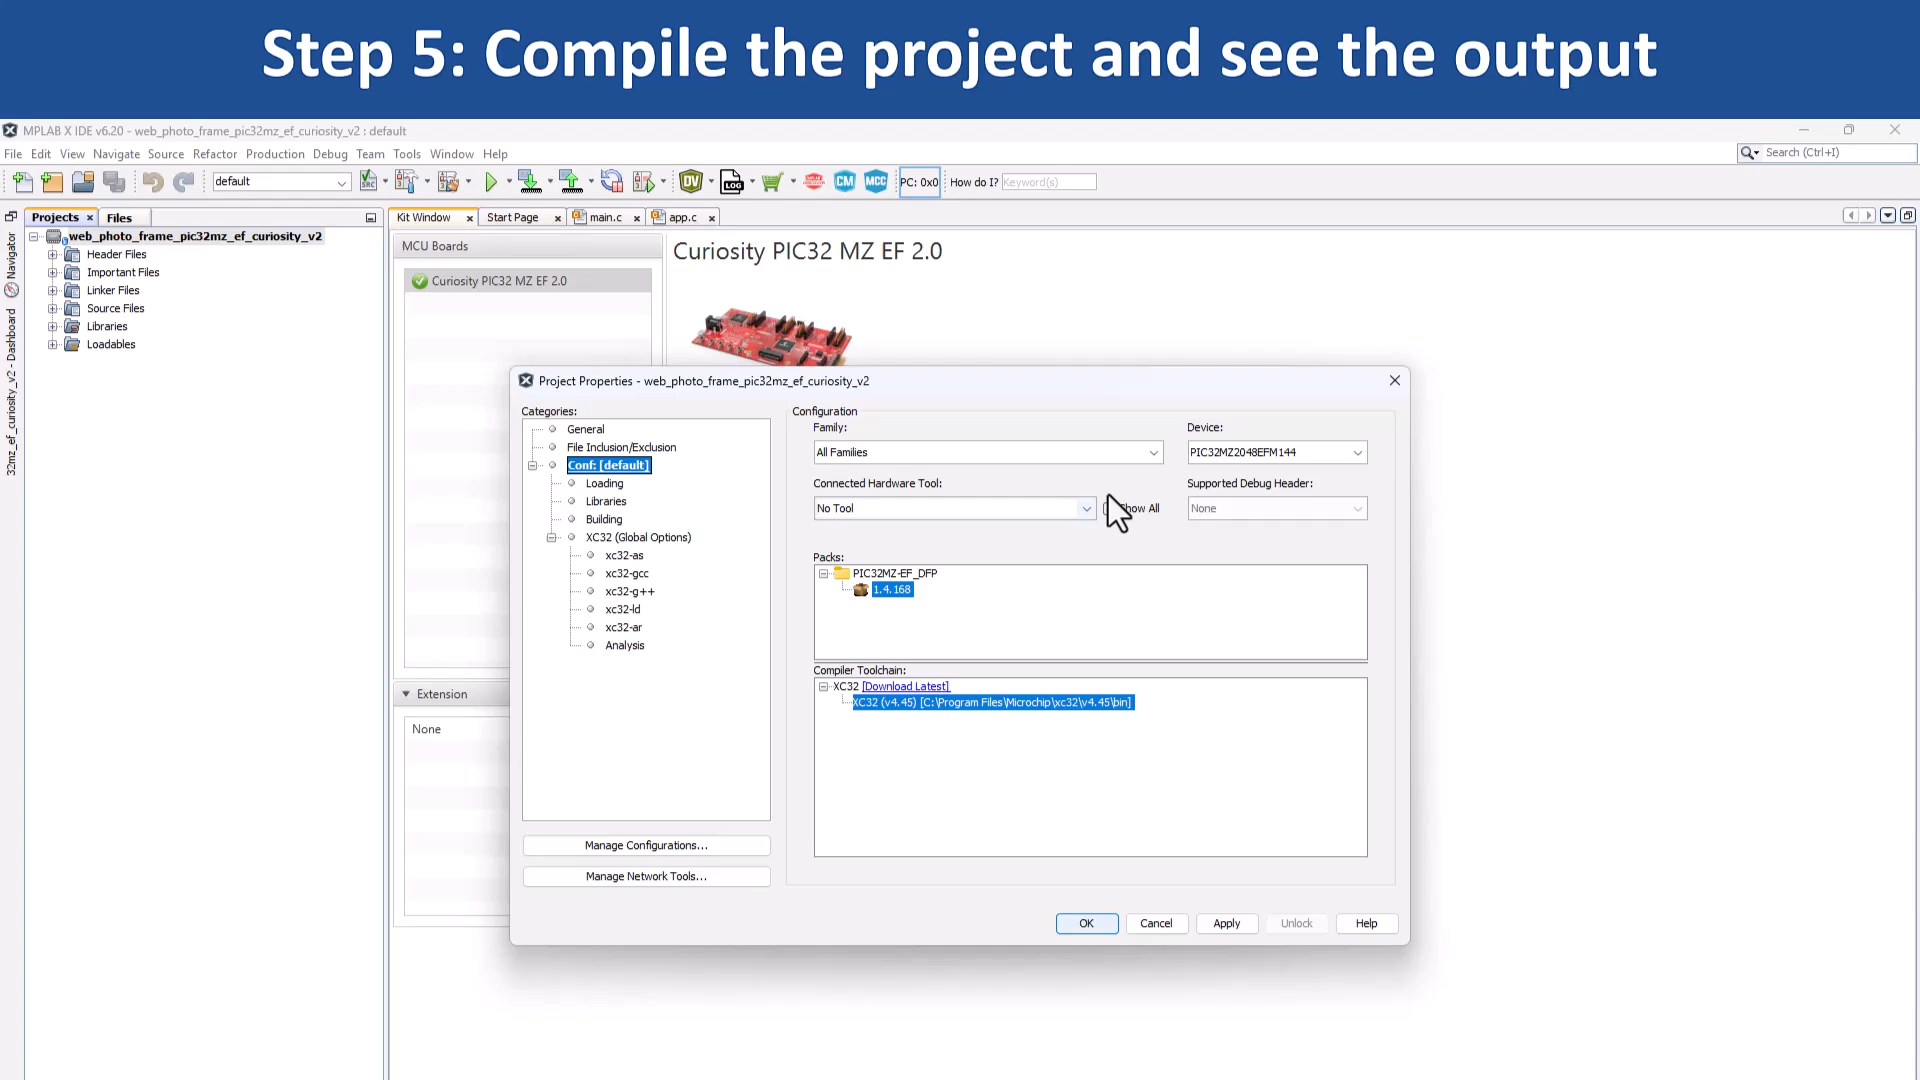 Step 5: Compile the project and see the output
MPLAB X IDE v6.20 - web_photo_frame_pic32mz_ef_curiosity_v2 : default
File Edit View Navigate Source Refactor Production Debug Team Tools Window Help
Search (Ctrl+I)
default
SRC
DV
LOG
CM
MCC
PC: 0x0
How do I?
Keyword(s)
Projects
Files
Kit Window
Start Page
main.c
app.c
Navigator
32mz_ef_curiosity_v2 - Dashboard
web_photo_frame_pic32mz_ef_curiosity_v2
Header Files
Important Files
Linker Files
Source Files
Libraries
Loadables
MCU Boards
Curiosity PIC32 MZ EF 2.0
Extension
None
Curiosity PIC32 MZ EF 2.0
Project Properties - web_photo_frame_pic32mz_ef_curiosity_v2
Categories:
General
File Inclusion/Exclusion
Conf: [default]
Loading
Libraries
Building
XC32 (Global Options)
xc32-as
xc32-gcc
xc32-g++
xc32-ld
xc32-ar
Analysis
Manage Configurations...
Manage Network Tools...
Configuration
Family:
Device:
All Families
PIC32MZ2048EFM144
Connected Hardware Tool:
Supported Debug Header:
No Tool
Show All
None
Packs:
PIC32MZ-EF_DFP
1.4.168
Compiler Toolchain:
XC32 [Download Latest]
XC32 (v4.45) [C:\Program Files\Microchip\xc32\v4.45\bin]
OK
Cancel
Apply
Unlock
Help